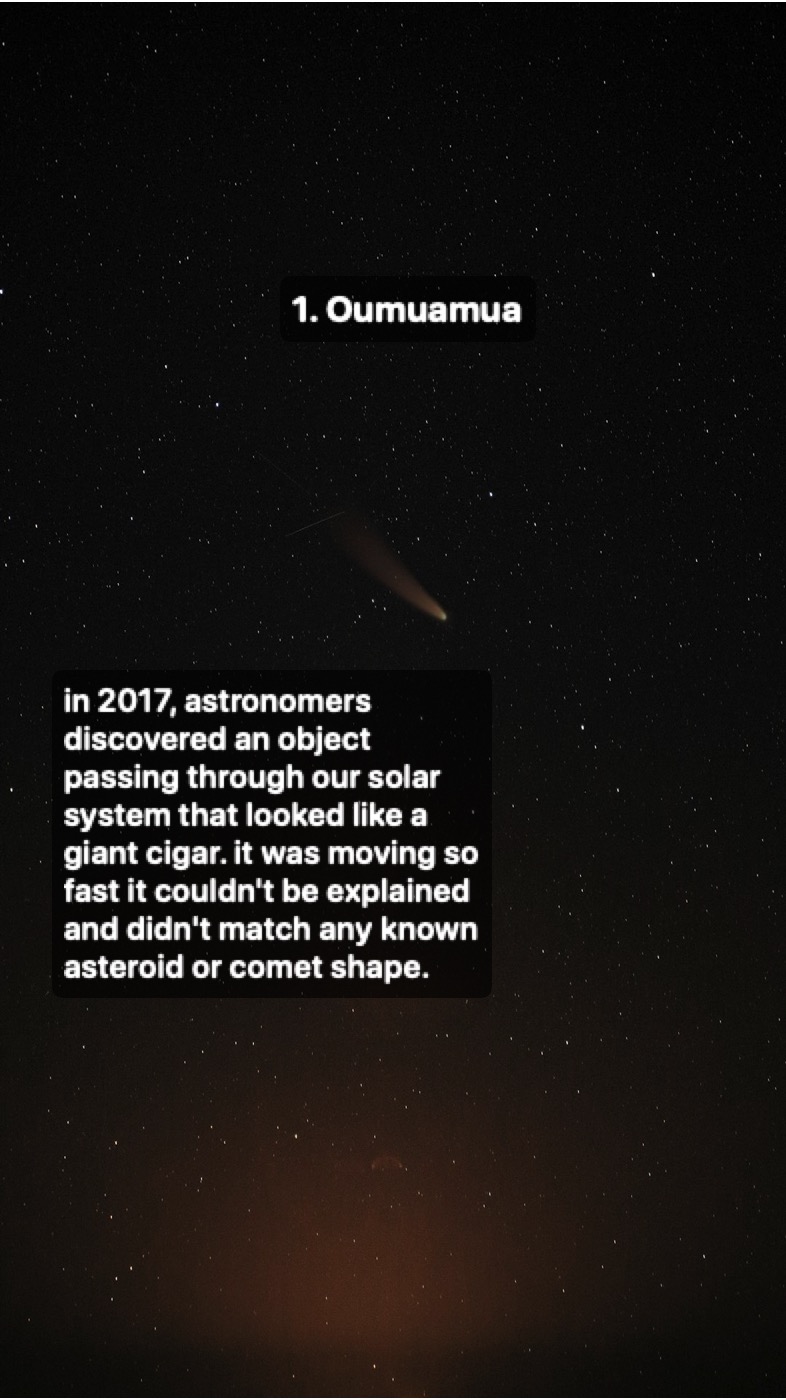 1. Oumuamua
in 2017, astronomers
discovered an object
passing through our solar
system that looked like a
giant cigar. it was moving so
fast it couldn't be explained
and didn't match any known
asteroid or comet shape.